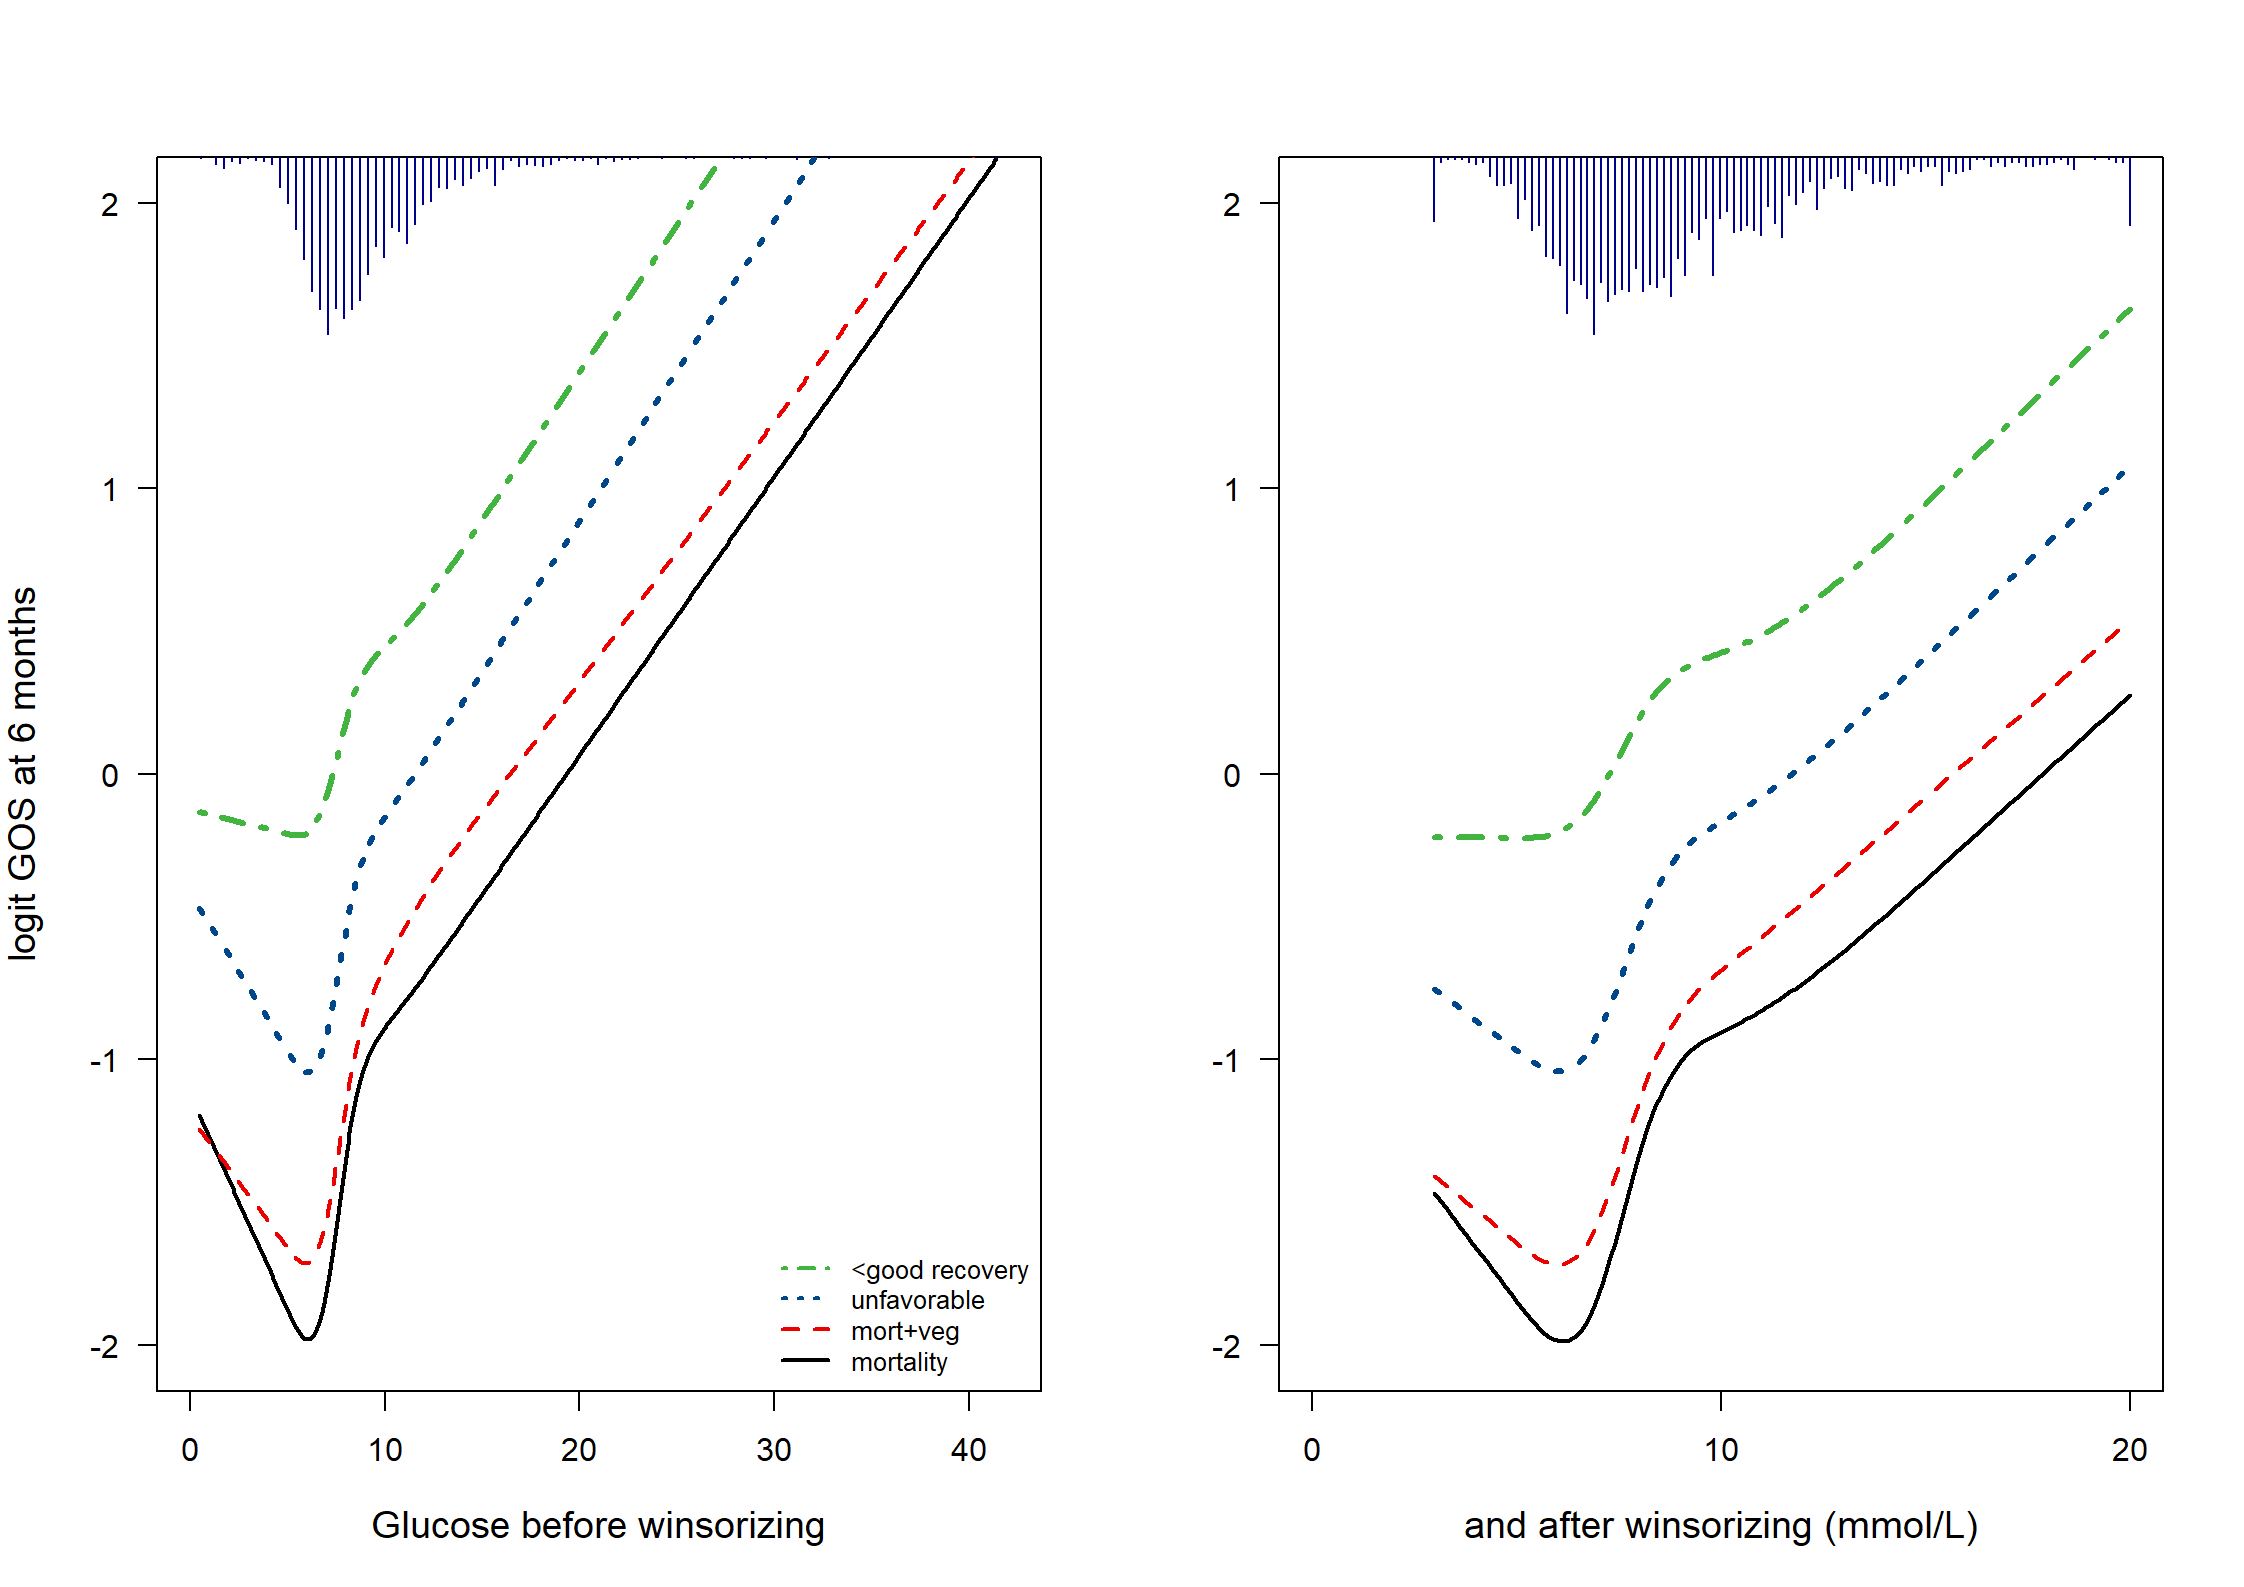 logit GOS at 6 months
2
1
0
-1
-2
<good recovery
unfavorable
mort+veg
mortality
0 10 20 30 40
Glucose before winsorizing
2
1
0
-1
-2
0 10 20
and after winsorizing (mmol/L)